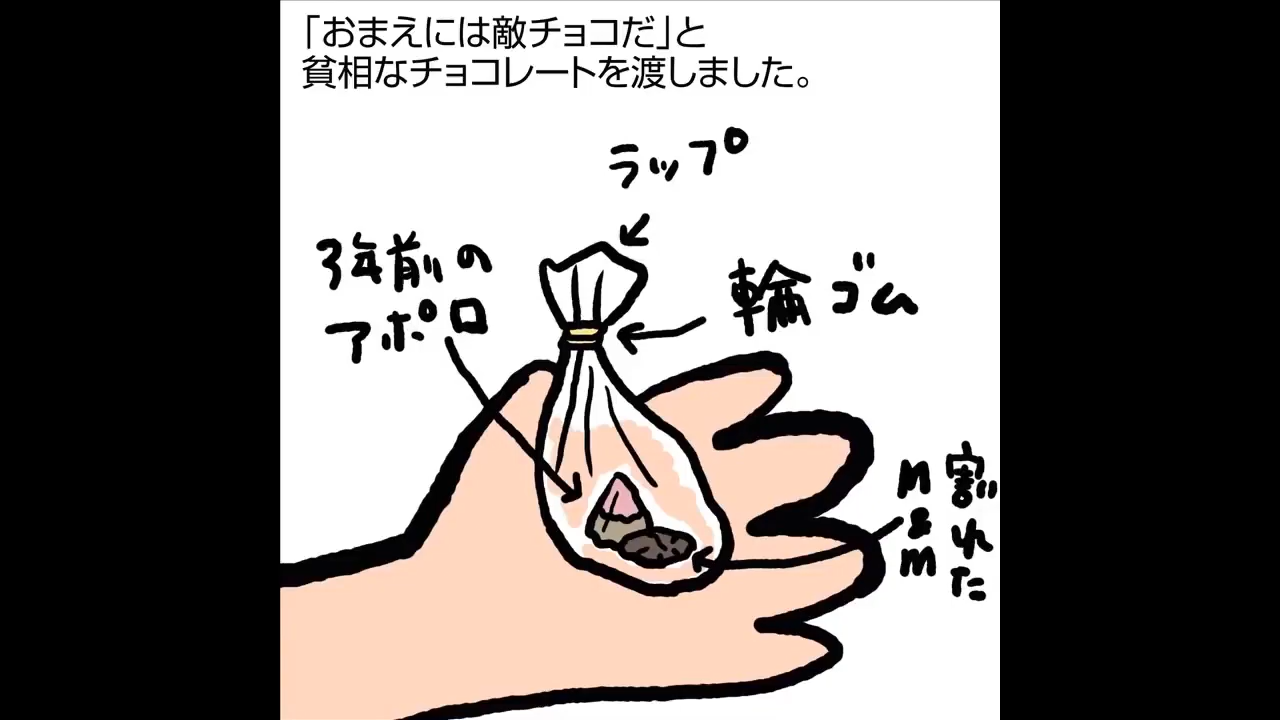 「おまえには敵チョコだ」と
貧相なチョコレートを渡しました。
ラップ
3年前の
アポロ
輪ゴム
割れた
M&M